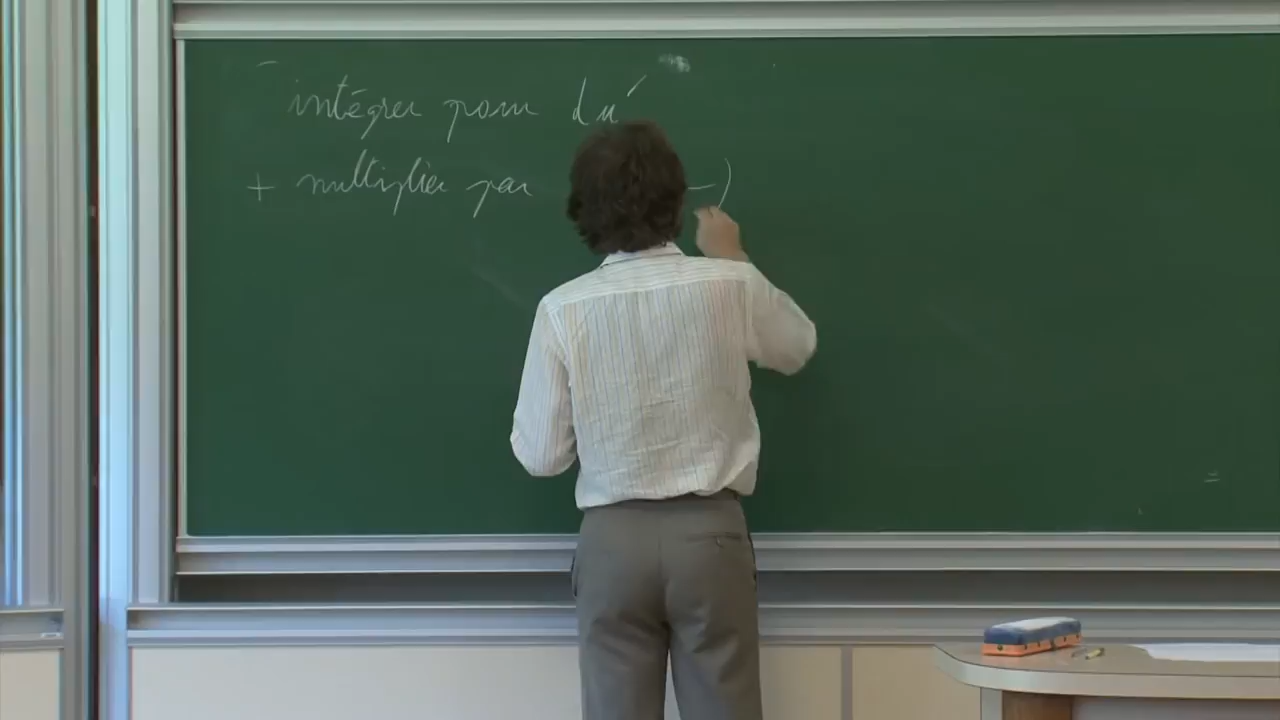 intégrer pour du'
+ multiplier par
–)